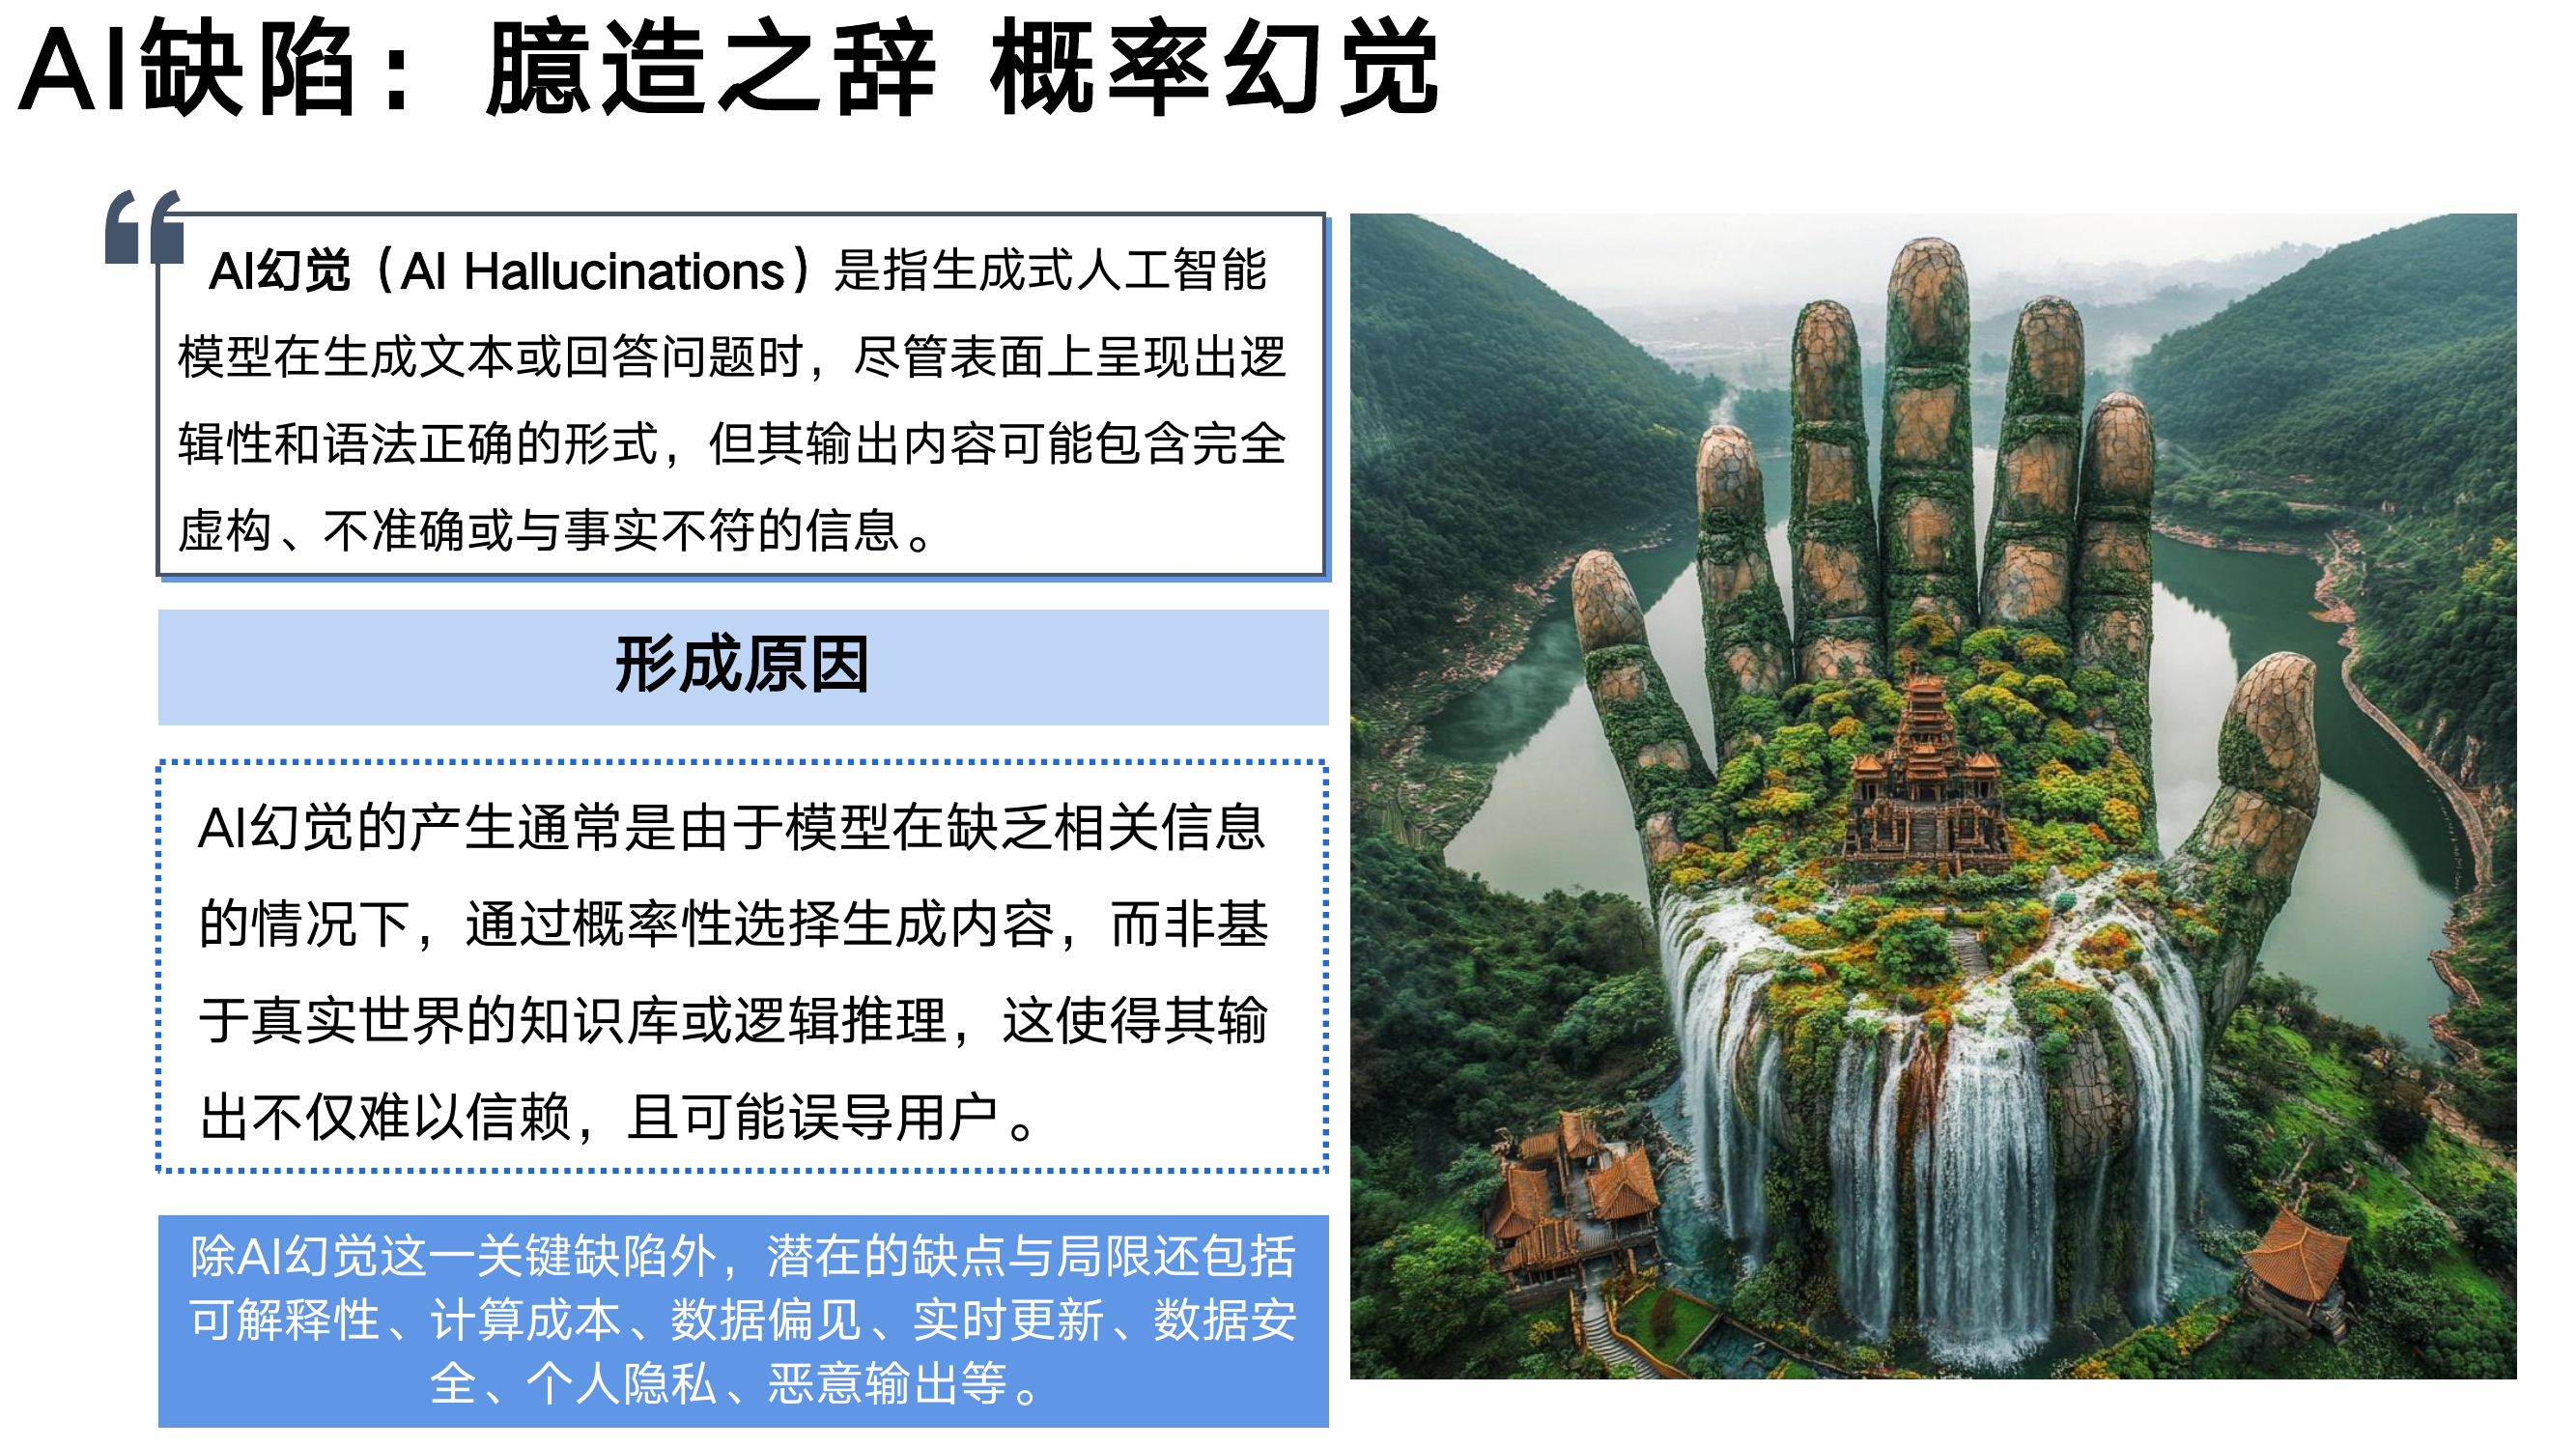 AI缺陷：臆造之辞 概率幻觉
AI幻觉（AI Hallucinations）是指生成式人工智能
模型在生成文本或回答问题时，尽管表面上呈现出逻
辑性和语法正确的形式，但其输出内容可能包含完全
虚构、不准确或与事实不符的信息。
形成原因
AI幻觉的产生通常是由于模型在缺乏相关信息
的情况下，通过概率性选择生成内容，而非基
于真实世界的知识库或逻辑推理，这使得其输
出不仅难以信赖，且可能误导用户。
除AI幻觉这一关键缺陷外，潜在的缺点与局限还包括
可解释性、计算成本、数据偏见、实时更新、数据安
全、个人隐私、恶意输出等。